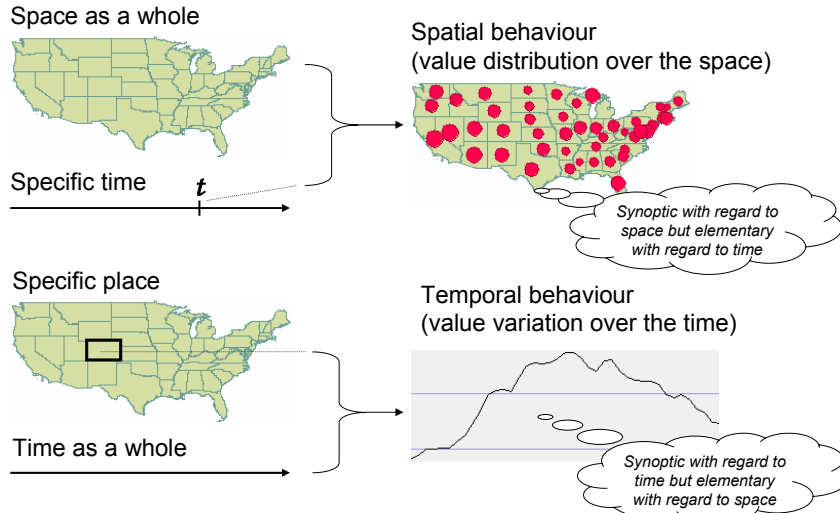 Space as a whole
Spatial behaviour
(value distribution over the space)
Specific time
t
Synoptic with regard to
space but elementary
with regard to time
Specific place
Temporal behaviour
(value variation over the time)
Time as a whole
Synoptic with regard to
time but elementary
with regard to space